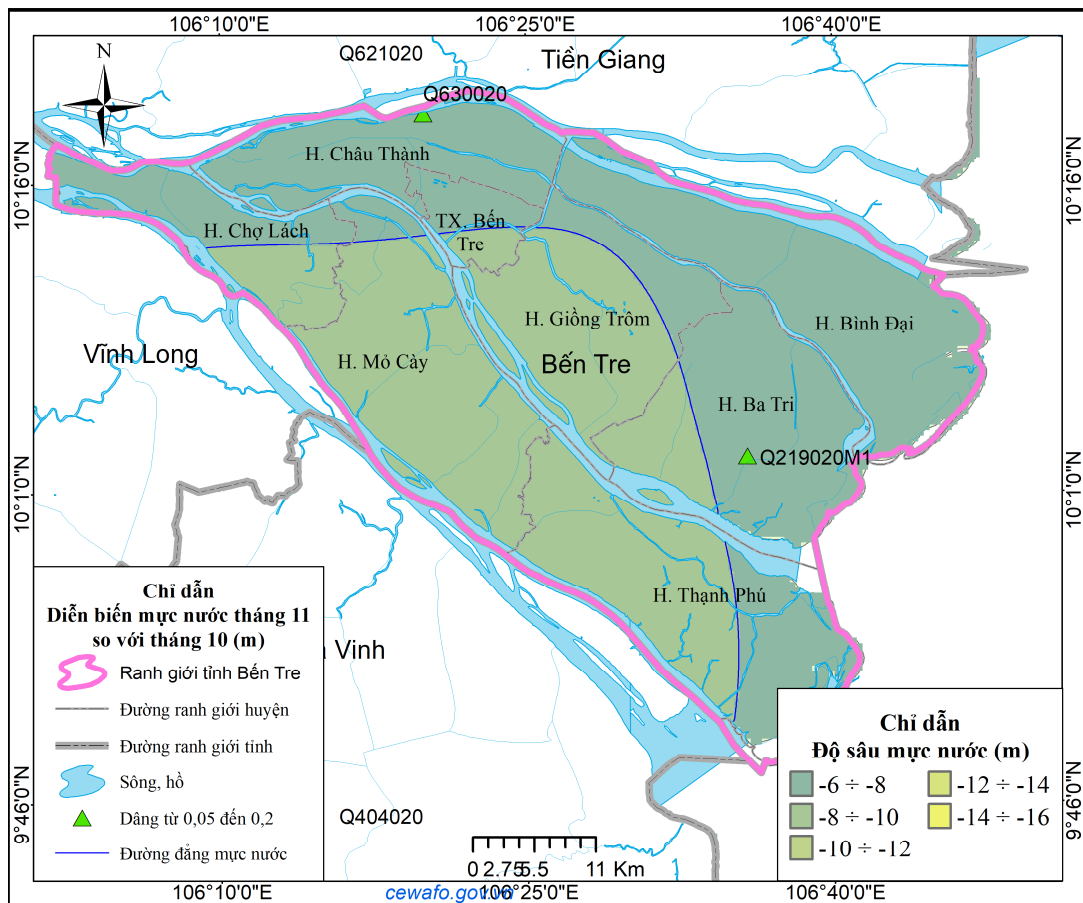 106°10'0"E
106°25'0"E
106°40'0"E
N
Q621020
Tiền Giang
Q630020
10°16'0"N
10°16'0"N
H. Châu Thành
H. Chợ Lách
TX. Bến
Tre
H. Giồng Trôm
H. Bình Đại
Vĩnh Long
H. Mỏ Cày
Bến Tre
H. Ba Tri
Q219020M1
10°1'0"N
10°1'0"N
H. Thạnh Phú
Vinh
Chỉ dẫn
Diễn biến mực nước tháng 11
so với tháng 10 (m)
Ranh giới tỉnh Bến Tre
Đường ranh giới huyện
Đường ranh giới tỉnh
Sông, hồ
Dâng từ 0,05 đến 0,2
Đường đẳng mực nước
Chỉ dẫn
Độ sâu mực nước (m)
-6 ÷ -8
-12 ÷ -14
-8 ÷ -10
-14 ÷ -16
-10 ÷ -12
9°46'0"N
9°46'0"N
Q404020
0 2.75 5.5 11 Km
106°10'0"E
106°25'0"E
106°40'0"E
cewafo.gov.vn